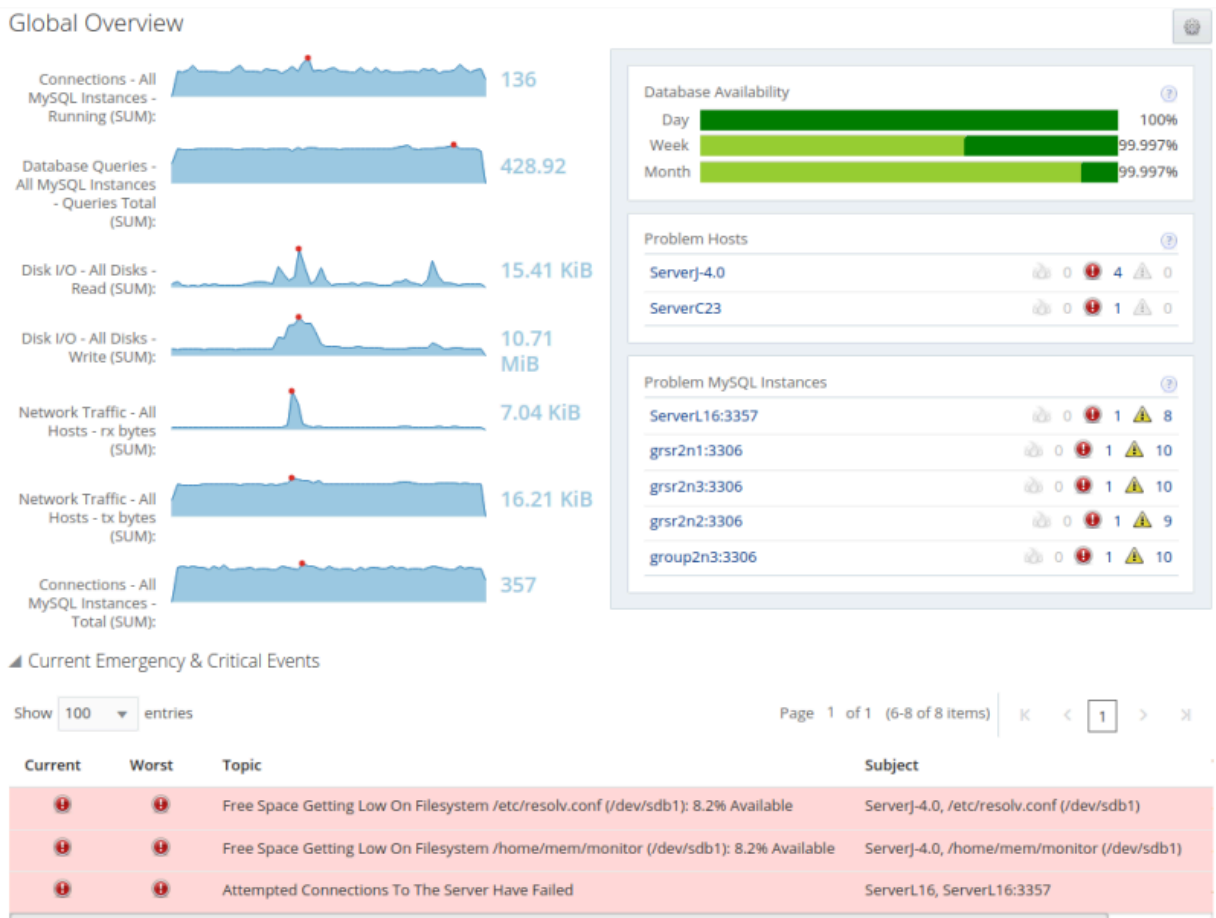 Global Overview
Connections - All
MySQL Instances -
Running (SUM):
136
Database Queries -
All MySQL Instances
- Queries Total
(SUM):
428.92
Disk I/O - All Disks -
Read (SUM):
15.41 KiB
Disk I/O - All Disks -
Write (SUM):
10.71
MiB
Network Traffic - All
Hosts - rx bytes
(SUM):
7.04 KiB
Network Traffic - All
Hosts - tx bytes
(SUM):
16.21 KiB
Connections - All
MySQL Instances -
Total (SUM):
357
Database Availability ?
Day 100%
Week 99.997%
Month 99.997%
Problem Hosts ?
ServerJ-4.0 0 4 0
ServerC23 0 1 0
Problem MySQL Instances ?
ServerL16:3357 0 1 8
grsr2n1:3306 0 1 10
grsr2n3:3306 0 1 10
grsr2n2:3306 0 1 9
group2n3:3306 0 1 10
Current Emergency & Critical Events
Show 100 entries Page 1 of 1 (6-8 of 8 items) 1
Current Worst Topic Subject
Free Space Getting Low On Filesystem /etc/resolv.conf (/dev/sdb1): 8.2% Available ServerJ-4.0, /etc/resolv.conf (/dev/sdb1)
Free Space Getting Low On Filesystem /home/mem/monitor (/dev/sdb1): 8.2% Available ServerJ-4.0, /home/mem/monitor (/dev/sdb1)
Attempted Connections To The Server Have Failed ServerL16, ServerL16:3357